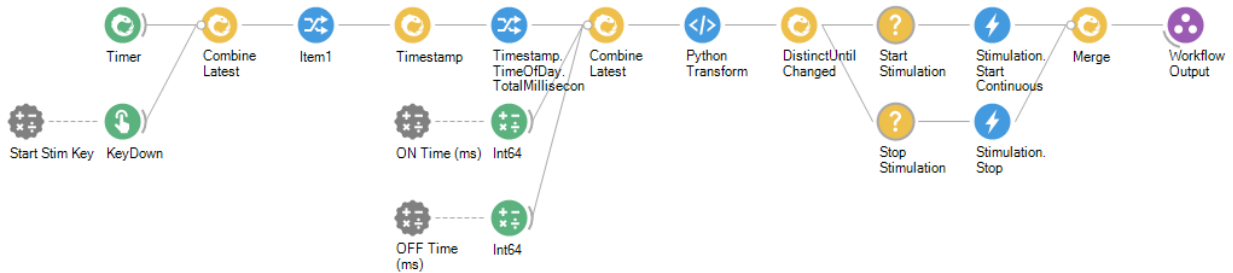 Timer
Combine
Latest
Item1
Timestamp
Timestamp.
TimeOfDay.
TotalMillisecon
Combine
Latest
Python
Transform
DistinctUntil
Changed
Start
Stimulation
Stimulation.
Start
Continuous
Merge
Workflow
Output
Start Stim Key
KeyDown
ON Time (ms)
Int64
Stop
Stimulation
Stimulation.
Stop
OFF Time
(ms)
Int64